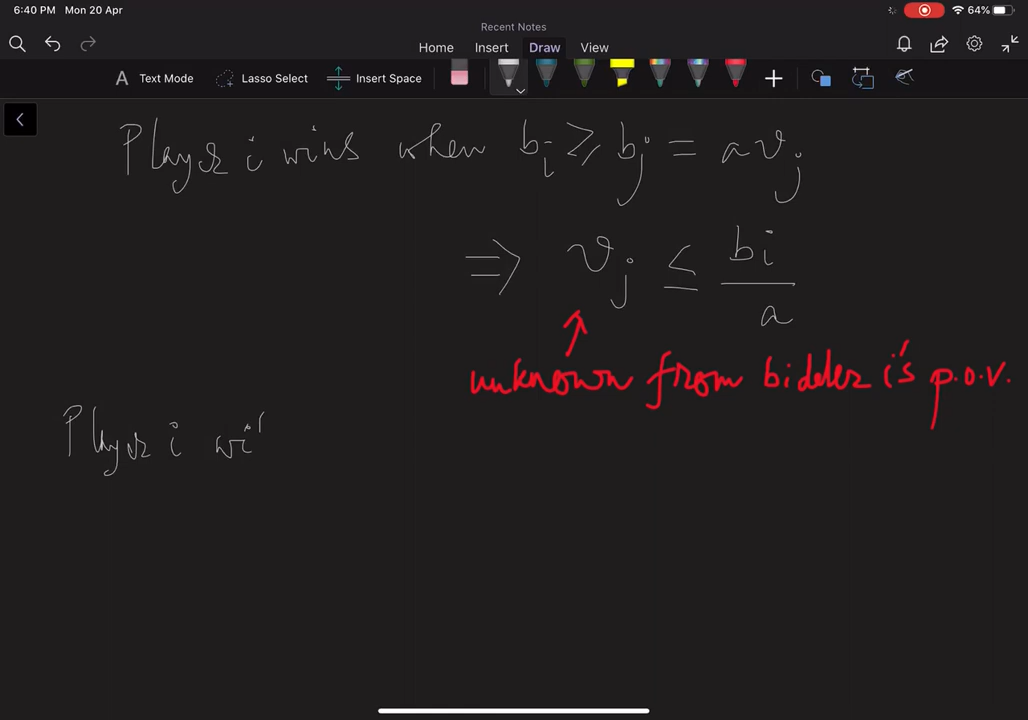 6:40 PM Mon 20 Apr 64%
Recent Notes
Home Insert Draw View
Text Mode Lasso Select Insert Space
Player i wins when bᵢ ≥ bⱼ = avⱼ
⇒ vⱼ ≤ bᵢ / a
unknown from bidder i's p.o.v.
Player i wi